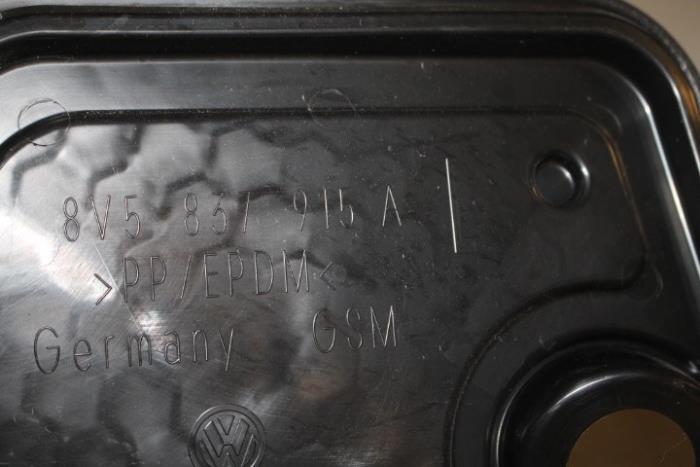 8V5 837 915 A
>PP/EPDM<
Germany GSM